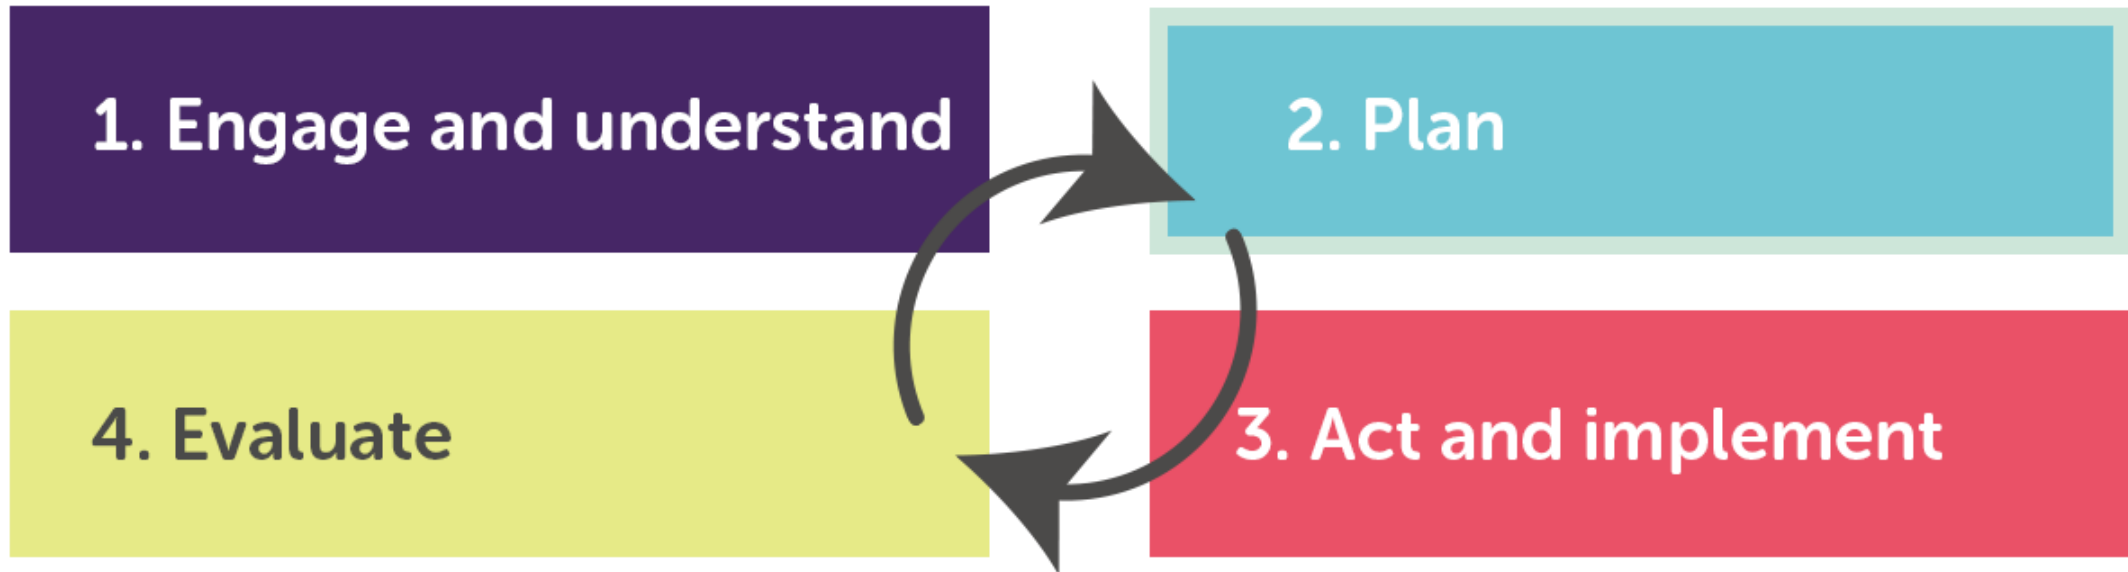 1. Engage and understand
2. Plan
3. Act and implement
4. Evaluate